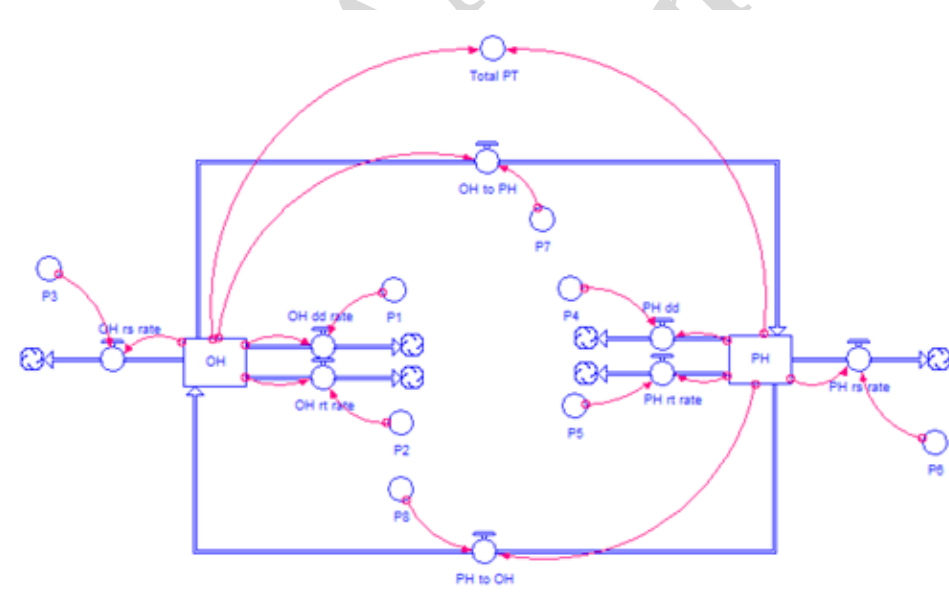 Total PT
OH to PH
P7
P3
OH rs rate
OH dd rate
P1
P4
PH dd
OH
PH
PH rs rate
OH rt rate
PH rt rate
P2
P5
P6
P8
PH to OH